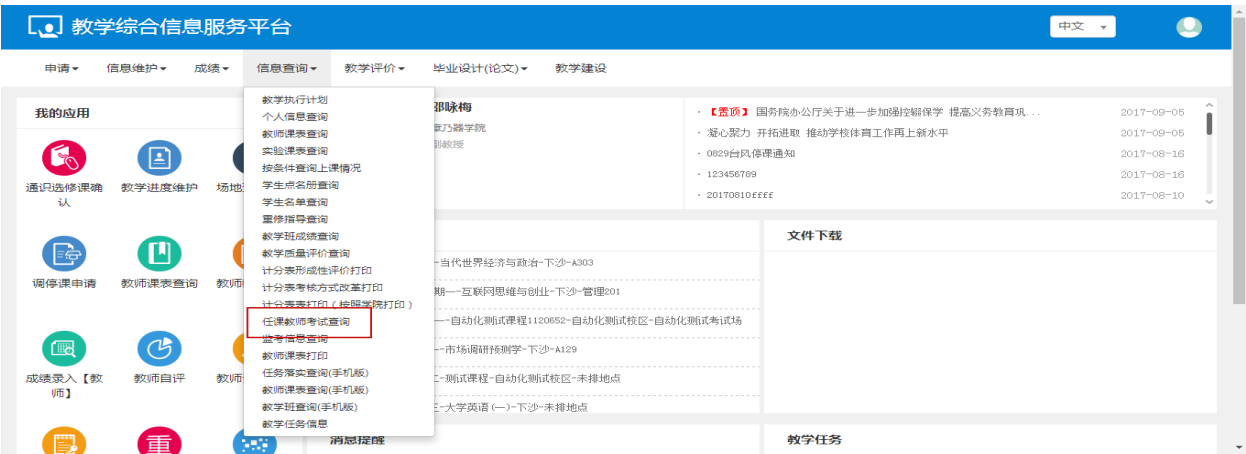 教学综合信息服务平台
中文
申请
信息维护
成绩
信息查询
教学评价
毕业设计(论文)
教学建设
我的应用
通识选修课确认
教学进度维护
场地
调停课申请
教师课表查询
教师
成绩录入【教师】
教师自评
教师
重
教学执行计划
个人信息查询
教师课表查询
实验课表查询
按条件查询上课情况
学生点名册查询
学生名单查询
重修指导查询
教学班成绩查询
教学质量评价查询
计分表形成性评价打印
计分表考核方式改革打印
计分表表打印(按照学院打印)
任课教师考试查询
监考信息查询
教师课表打印
任务落实查询(手机版)
教师课表查询(手机版)
教学班查询(手机版)
教学任务信息
邵咏梅
章乃器学院
副教授
· 【置顶】 国务院办公厅关于进一步加强控辍保学 提高义务教育巩... 2017-09-05
· 凝心聚力 开拓进取 推动学校体育工作再上新水平 2017-09-05
· 0829台风停课通知 2017-08-16
· 123456789 2017-08-16
· 20170810ffff 2017-08-10
-当代世界经济与政治-下沙-A303
期一-互联网思维与创业-下沙-管理201
一-自动化测试课程1120652-自动化测试校区-自动化测试考试场
-市场调研预测学-下沙-A129
二-测试课程-自动化测试校区-未排地点
三-大学英语(一)-下沙-未排地点
文件下载
消息提醒
教学任务